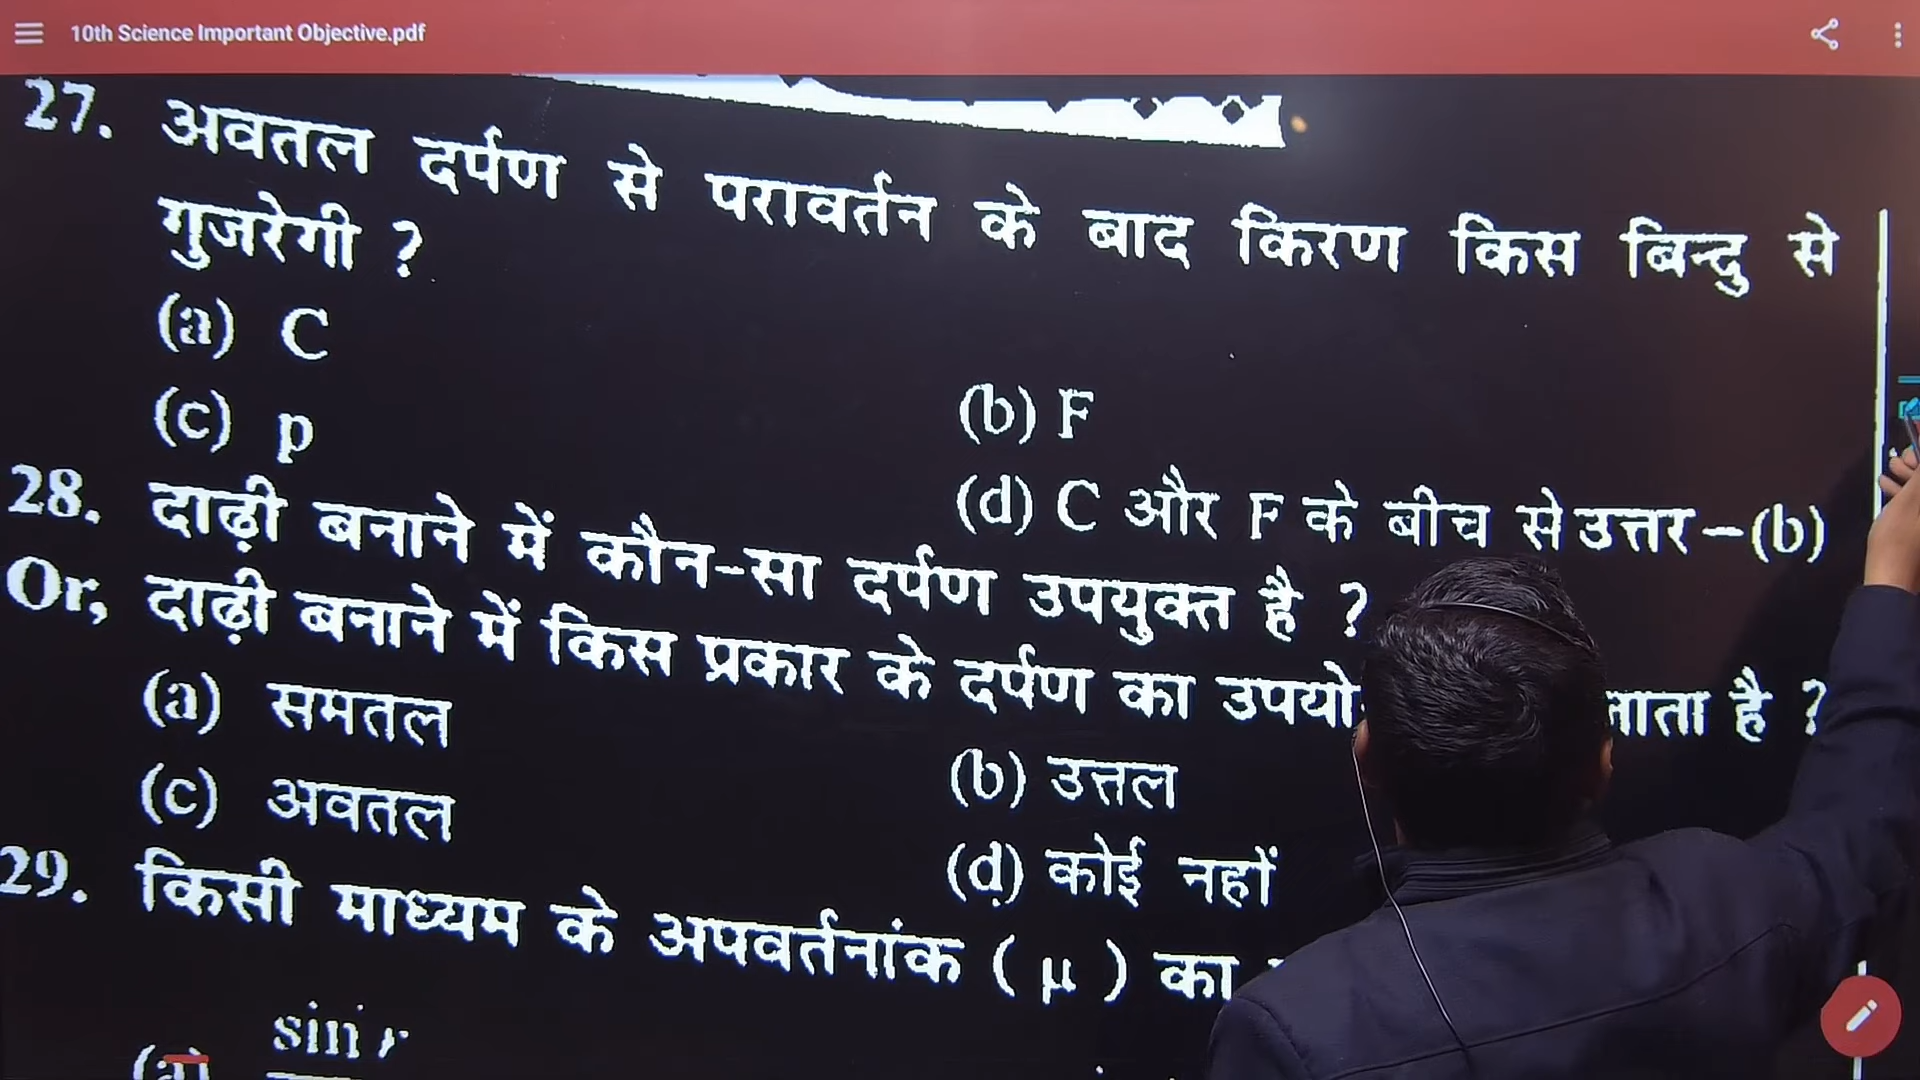 10th Science Important Objective.pdf
27. अवतल दर्पण से परावर्तन के बाद किरण किस बिन्दु से
गुजरेगी ?
(a) C
(b) F
(c) p
(d) C और F के बीच से उत्तर–(b)
28. दाढ़ी बनाने में कौन-सा दर्पण उपयुक्त है ?
Or, दाढ़ी बनाने में किस प्रकार के दर्पण का है ?
(a) समतल
(b) उत्तल
(c) अवतल
(d) कोई नहीं
29. किसी माध्यम के अपवर्तनांक ( μ ) का
sin r
(a)